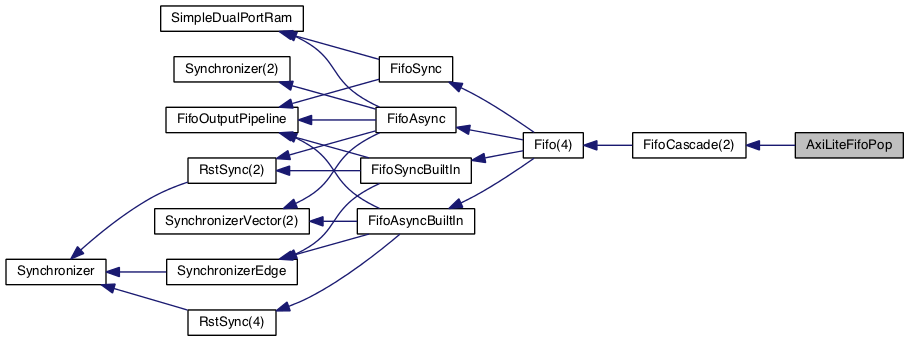 SimpleDualPortRam
Synchronizer(2)
FifoSync
FifoOutputPipeline
FifoAsync
Fifo(4)
FifoCascade(2)
AxiLiteFifoPop
RstSync(2)
FifoSyncBuiltIn
SynchronizerVector(2)
FifoAsyncBuiltIn
Synchronizer
SynchronizerEdge
RstSync(4)